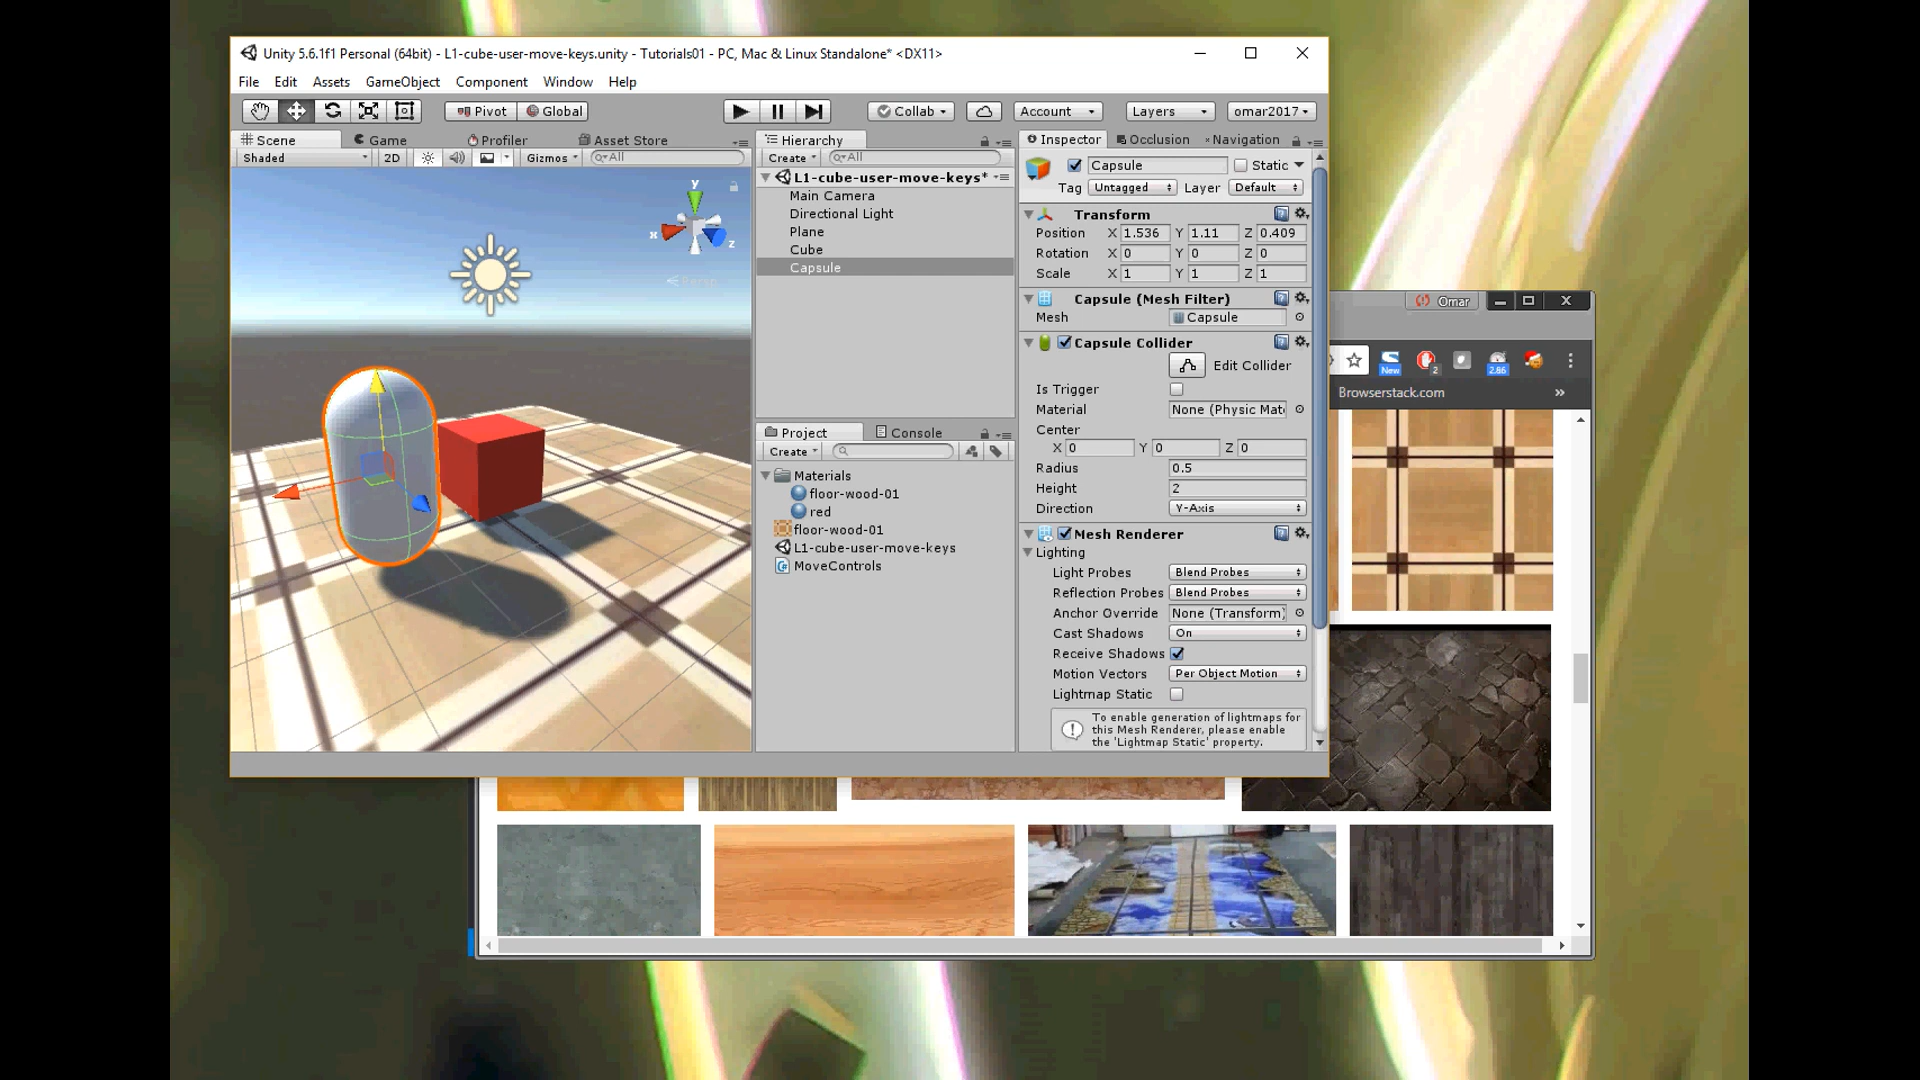 Unity 5.6.1f1 Personal (64bit) - L1-cube-user-move-keys.unity - Tutorials01 - PC, Mac & Linux Standalone* <DX11>
File Edit Assets GameObject Component Window Help
Pivot Global Collab Account Layers omar2017
Scene Game Profiler Asset Store
Shaded 2D Gizmos All
y
x
z
Persp
Hierarchy
Create All
L1-cube-user-move-keys*
Main Camera
Directional Light
Plane
Cube
Capsule
Project Console
Create
Materials
floor-wood-01
red
floor-wood-01
L1-cube-user-move-keys
MoveControls
Inspector Occlusion Navigation
Capsule Static
Tag Untagged Layer Default
Transform
Position X 1.536 Y 1.11 Z 0.409
Rotation X 0 Y 0 Z 0
Scale X 1 Y 1 Z 1
Capsule (Mesh Filter)
Mesh Capsule
Capsule Collider
Edit Collider
Is Trigger
Material None (Physic Mat
Center
X 0 Y 0 Z 0
Radius 0.5
Height 2
Direction Y-Axis
Mesh Renderer
Lighting
Light Probes Blend Probes
Reflection Probes Blend Probes
Anchor Override None (Transform)
Cast Shadows On
Receive Shadows
Motion Vectors Per Object Motion
Lightmap Static
To enable generation of lightmaps for
this Mesh Renderer, please enable
the 'Lightmap Static' property.
Omar
New 2 2.86
Browserstack.com »